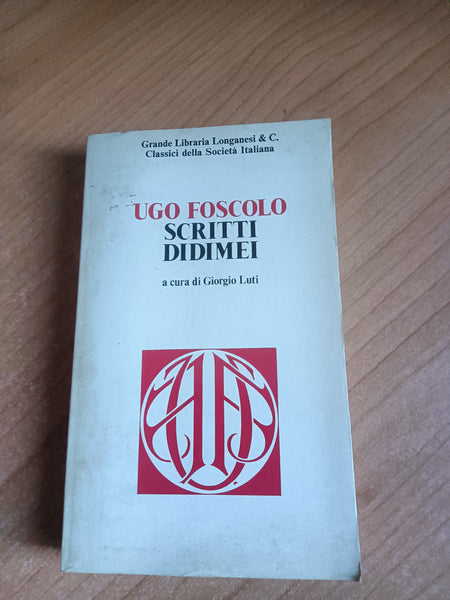 Grande Libraria Longanesi & C.
Classici della Società Italiana
UGO FOSCOLO
SCRITTI
DIDIMEI
a cura di Giorgio Luti